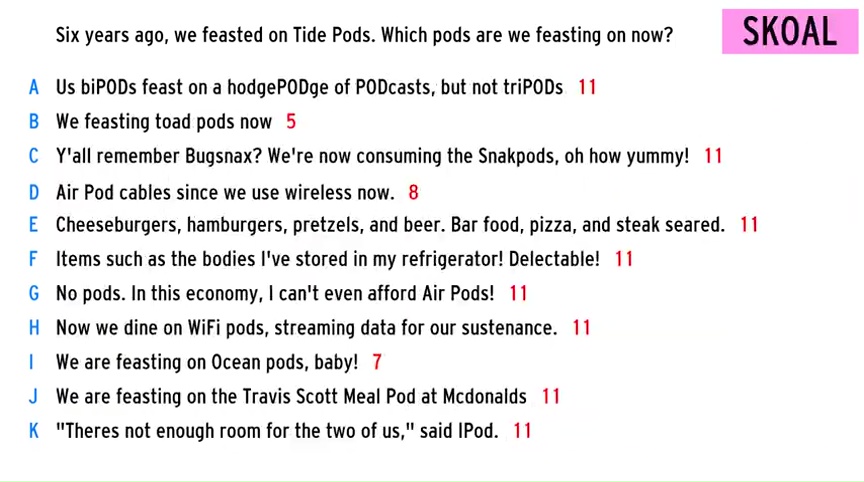 Six years ago, we feasted on Tide Pods. Which pods are we feasting on now?
SKOAL
A Us biPODs feast on a hodgePODge of PODcasts, but not triPODs 11
B We feasting toad pods now 5
C Y'all remember Bugsnax? We're now consuming the Snakpods, oh how yummy! 11
D Air Pod cables since we use wireless now. 8
E Cheeseburgers, hamburgers, pretzels, and beer. Bar food, pizza, and steak seared. 11
F Items such as the bodies I've stored in my refrigerator! Delectable! 11
G No pods. In this economy, I can't even afford Air Pods! 11
H Now we dine on WiFi pods, streaming data for our sustenance. 11
I We are feasting on Ocean pods, baby! 7
J We are feasting on the Travis Scott Meal Pod at Mcdonalds 11
K "Theres not enough room for the two of us," said IPod. 11